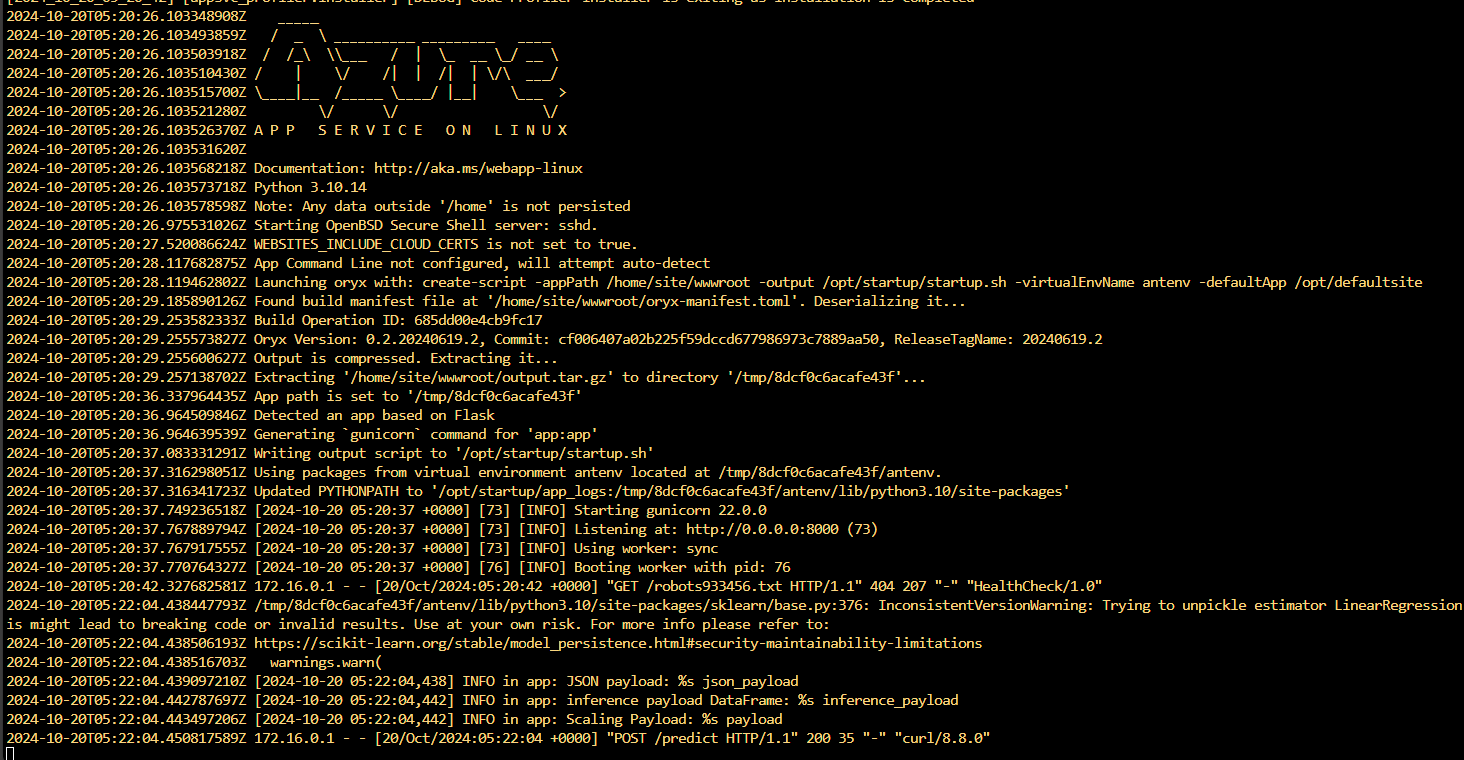 2024-10-20T05:20:26.103348908Z   _____
2024-10-20T05:20:26.103493859Z  /  _  \ __________ _________   ____
2024-10-20T05:20:26.103503918Z /  /_\  \\___   /  |  \_  __ \_/ __ \
2024-10-20T05:20:26.103510430Z /    |    \/    /|  |  /|  | \/\  ___/
2024-10-20T05:20:26.103515700Z \____|__  /_____ \____/ |__|    \___  >
2024-10-20T05:20:26.103521280Z         \/      \/                  \/
2024-10-20T05:20:26.103526370Z A P P   S E R V I C E   O N   L I N U X
2024-10-20T05:20:26.103531620Z
2024-10-20T05:20:26.103568218Z Documentation: http://aka.ms/webapp-linux
2024-10-20T05:20:26.103573718Z Python 3.10.14
2024-10-20T05:20:26.103578598Z Note: Any data outside '/home' is not persisted
2024-10-20T05:20:26.975531026Z Starting OpenBSD Secure Shell server: sshd.
2024-10-20T05:20:27.520086624Z WEBSITES_INCLUDE_CLOUD_CERTS is not set to true.
2024-10-20T05:20:28.117682875Z App Command Line not configured, will attempt auto-detect
2024-10-20T05:20:28.119462802Z Launching oryx with: create-script -appPath /home/site/wwwroot -output /opt/startup/startup.sh -virtualEnvName antenv -defaultApp /opt/defaultsite
2024-10-20T05:20:29.185890126Z Found build manifest file at '/home/site/wwwroot/oryx-manifest.toml'. Deserializing it...
2024-10-20T05:20:29.253582333Z Build Operation ID: 685dd00e4cb9fc17
2024-10-20T05:20:29.255573827Z Oryx Version: 0.2.20240619.2, Commit: cf006407a02b225f59dccd677986973c7889aa50, ReleaseTagName: 20240619.2
2024-10-20T05:20:29.255600627Z Output is compressed. Extracting it...
2024-10-20T05:20:29.257138702Z Extracting '/home/site/wwwroot/output.tar.gz' to directory '/tmp/8dcf0c6acafe43f'...
2024-10-20T05:20:36.337964435Z App path is set to '/tmp/8dcf0c6acafe43f'
2024-10-20T05:20:36.964509846Z Detected an app based on Flask
2024-10-20T05:20:36.964639539Z Generating `gunicorn` command for 'app:app'
2024-10-20T05:20:37.083331291Z Writing output script to '/opt/startup/startup.sh'
2024-10-20T05:20:37.316298051Z Using packages from virtual environment antenv located at /tmp/8dcf0c6acafe43f/antenv.
2024-10-20T05:20:37.316341723Z Updated PYTHONPATH to '/opt/startup/app_logs:/tmp/8dcf0c6acafe43f/antenv/lib/python3.10/site-packages'
2024-10-20T05:20:37.749236518Z [2024-10-20 05:20:37 +0000] [73] [INFO] Starting gunicorn 22.0.0
2024-10-20T05:20:37.767889794Z [2024-10-20 05:20:37 +0000] [73] [INFO] Listening at: http://0.0.0.0:8000 (73)
2024-10-20T05:20:37.767917555Z [2024-10-20 05:20:37 +0000] [73] [INFO] Using worker: sync
2024-10-20T05:20:37.770764327Z [2024-10-20 05:20:37 +0000] [76] [INFO] Booting worker with pid: 76
2024-10-20T05:20:42.327682581Z 172.16.0.1 - - [20/Oct/2024:05:20:42 +0000] "GET /robots933456.txt HTTP/1.1" 404 207 "-" "HealthCheck/1.0"
2024-10-20T05:22:04.438447793Z /tmp/8dcf0c6acafe43f/antenv/lib/python3.10/site-packages/sklearn/base.py:376: InconsistentVersionWarning: Trying to unpickle estimator LinearRegression
is might lead to breaking code or invalid results. Use at your own risk. For more info please refer to:
2024-10-20T05:22:04.438506193Z https://scikit-learn.org/stable/model_persistence.html#security-maintainability-limitations
2024-10-20T05:22:04.438516703Z   warnings.warn(
2024-10-20T05:22:04.439097210Z [2024-10-20 05:22:04,438] INFO in app: JSON payload: %s json_payload
2024-10-20T05:22:04.442787697Z [2024-10-20 05:22:04,442] INFO in app: inference payload DataFrame: %s inference_payload
2024-10-20T05:22:04.443497206Z [2024-10-20 05:22:04,442] INFO in app: Scaling Payload: %s payload
2024-10-20T05:22:04.450817589Z 172.16.0.1 - - [20/Oct/2024:05:22:04 +0000] "POST /predict HTTP/1.1" 200 35 "-" "curl/8.8.0"